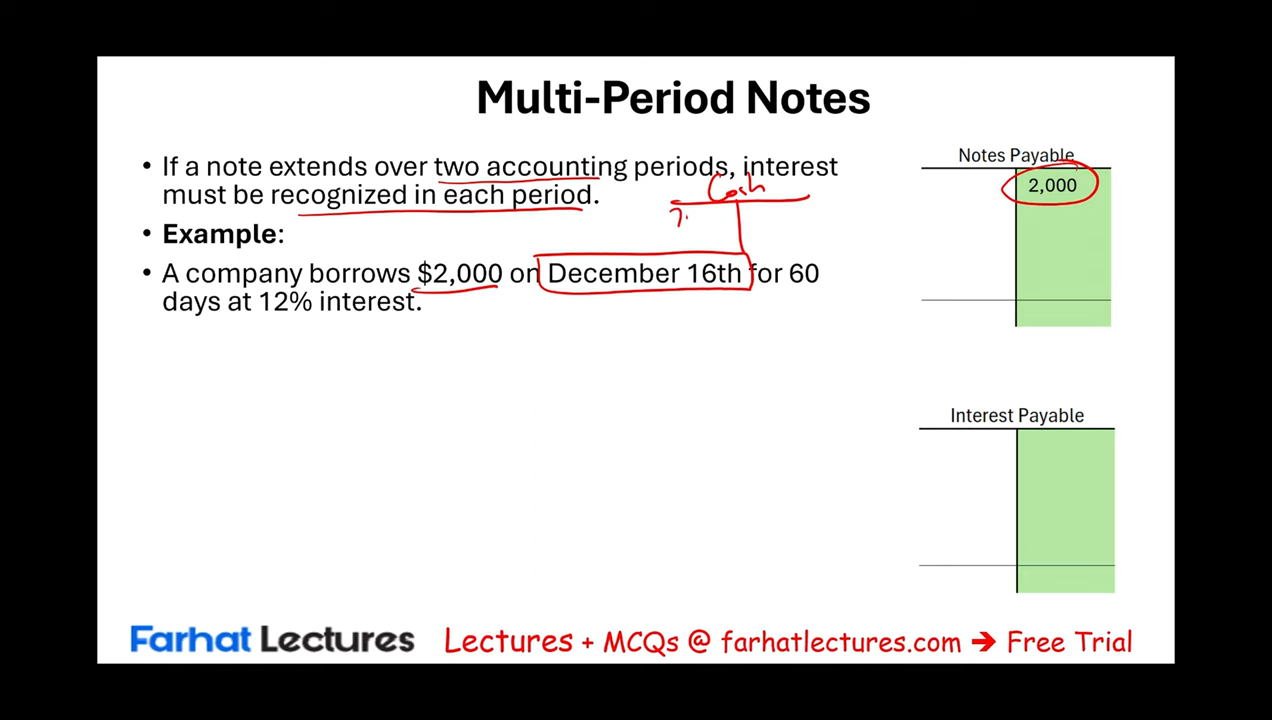 Multi-Period Notes
• If a note extends over two accounting periods, interest
must be recognized in each period.
• Example:
• A company borrows $2,000 on December 16th for 60
days at 12% interest.
Cash
Notes Payable
2,000
Interest Payable
Farhat Lectures Lectures + MCQs @ farhatlectures.com ➔ Free Trial